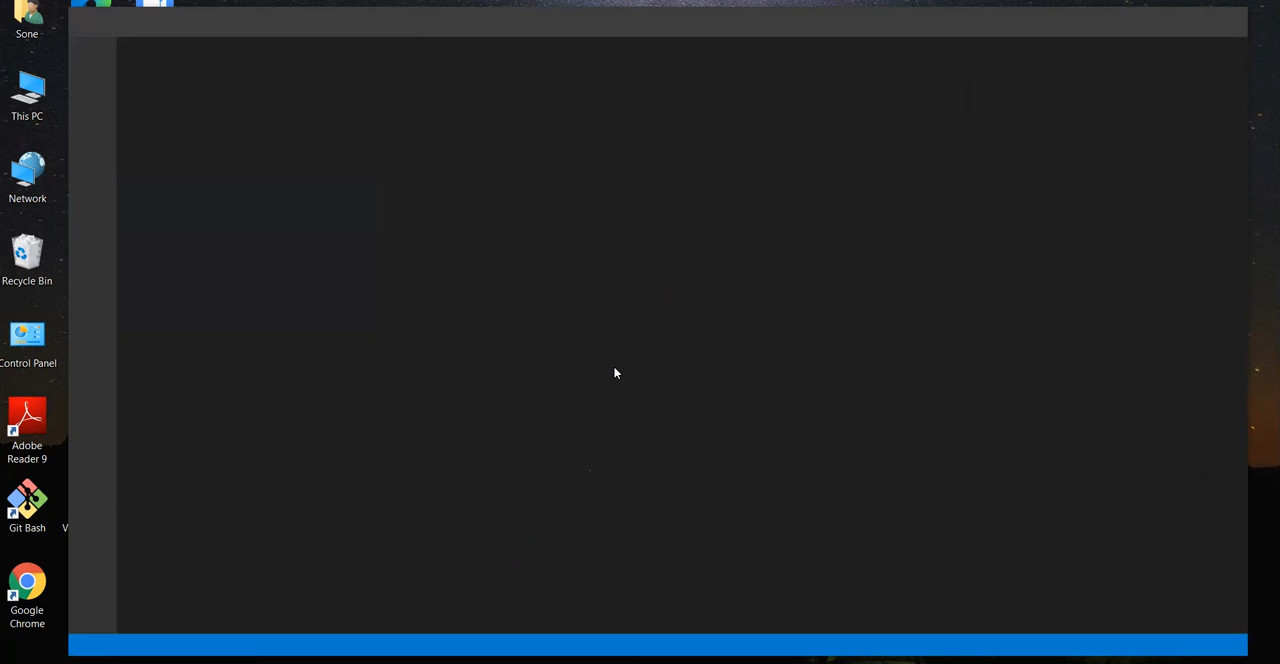 Sone
This PC
Network
Recycle Bin
Control Panel
Adobe
Reader 9
Git Bash
V
Google
Chrome